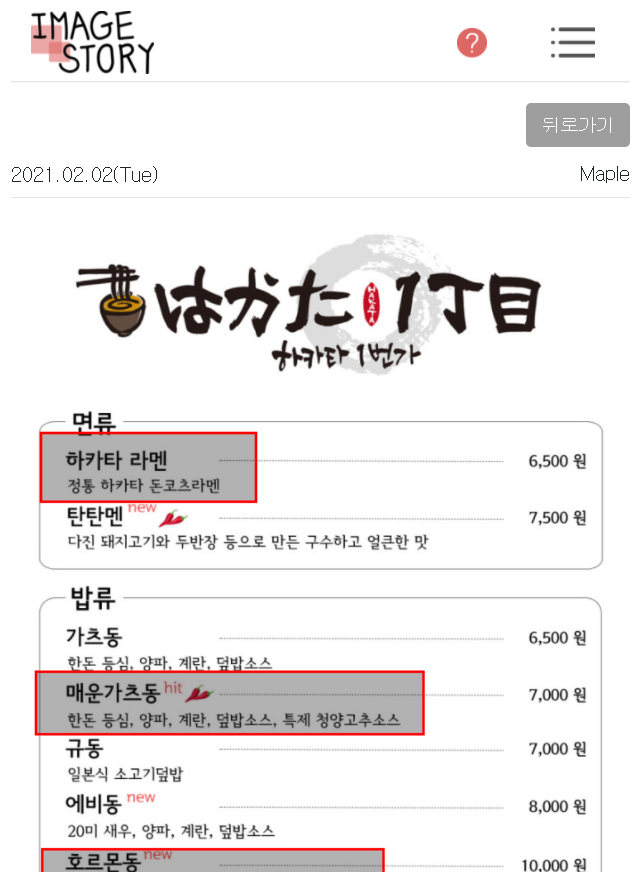 IMAGE
STORY
?
뒤로가기
2021.02.02(Tue)
Maple
はかた HAKATA 1丁目
하카타 1번가
면류
하카타 라멘 6,500 원
정통 하카타 돈코츠라멘
탄탄멘 new 7,500 원
다진 돼지고기와 두반장 등으로 만든 구수하고 얼큰한 맛
밥류
가츠동 6,500 원
한돈 등심, 양파, 계란, 덮밥소스
매운가츠동 hit 7,000 원
한돈 등심, 양파, 계란, 덮밥소스, 특제 청양고추소스
규동 7,000 원
일본식 소고기덮밥
에비동 new 8,000 원
20미 새우, 양파, 계란, 덮밥소스
호르몬동 new 10,000 원